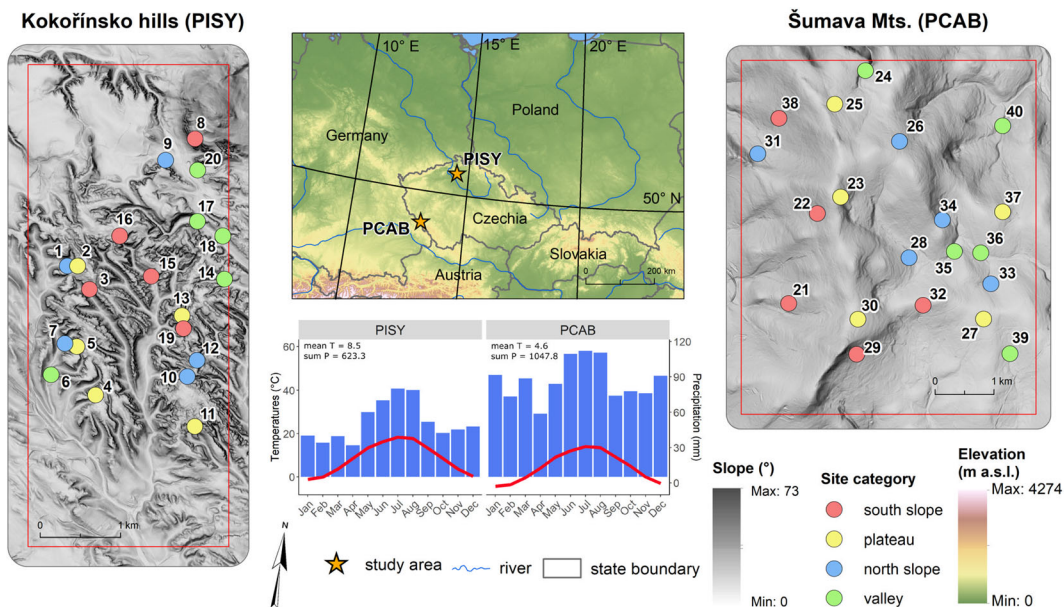 Kokořínsko hills (PISY)
8
9
20
17
16
18
1
2
15
14
3
13
7
5
19
12
6
4
10
11
0
1 km
10° E
15° E
20° E
Poland
Germany
PISY
50° N
PCAB
Czechia
Slovakia
Austria
0
200 km
PISY
PCAB
mean T = 8.5
sum P = 623.3
mean T = 4.6
sum P = 1047.8
Temperatures (°C)
60
40
20
0
120
90
60
30
0
Precipitation (mm)
Jan
Feb
Mar
Apr
May
Jun
Jul
Aug
Sep
Oct
Nov
Dec
Jan
Feb
Mar
Apr
May
Jun
Jul
Aug
Sep
Oct
Nov
Dec
N
study area
river
state boundary
Šumava Mts. (PCAB)
24
25
38
40
26
31
23
37
22
34
28
36
35
33
21
32
30
27
29
39
0
1 km
Slope (°)
Max: 73
Min: 0
Site category
south slope
plateau
north slope
valley
Elevation
(m a.s.l.)
Max: 4274
Min: 0